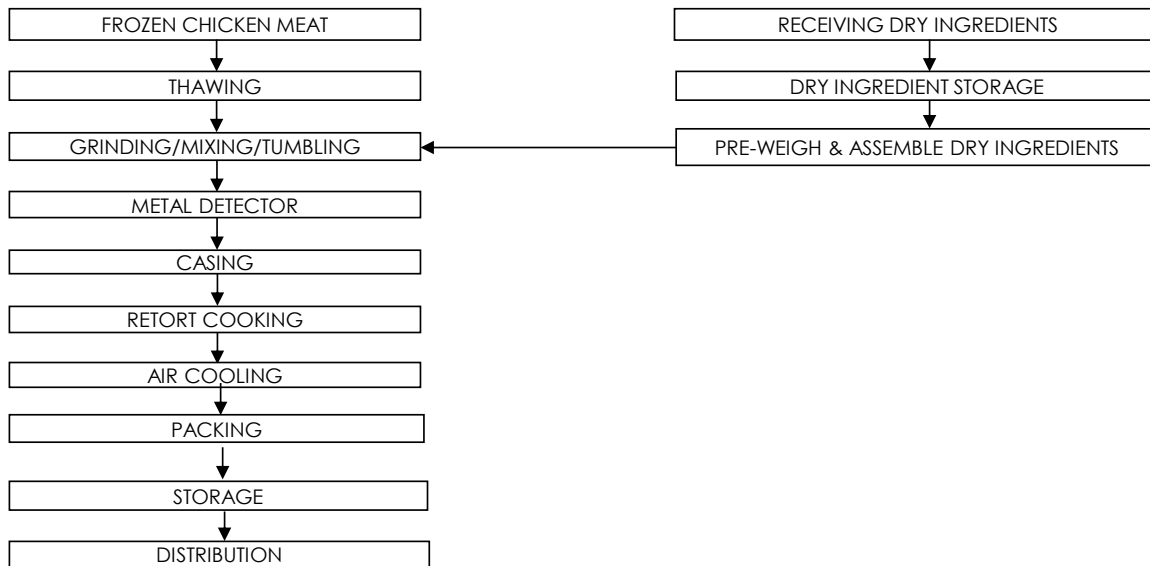 FROZEN CHICKEN MEAT
THAWING
GRINDING/MIXING/TUMBLING
METAL DETECTOR
CASING
RETORT COOKING
AIR COOLING
PACKING
STORAGE
DISTRIBUTION
RECEIVING DRY INGREDIENTS
DRY INGREDIENT STORAGE
PRE-WEIGH & ASSEMBLE DRY INGREDIENTS